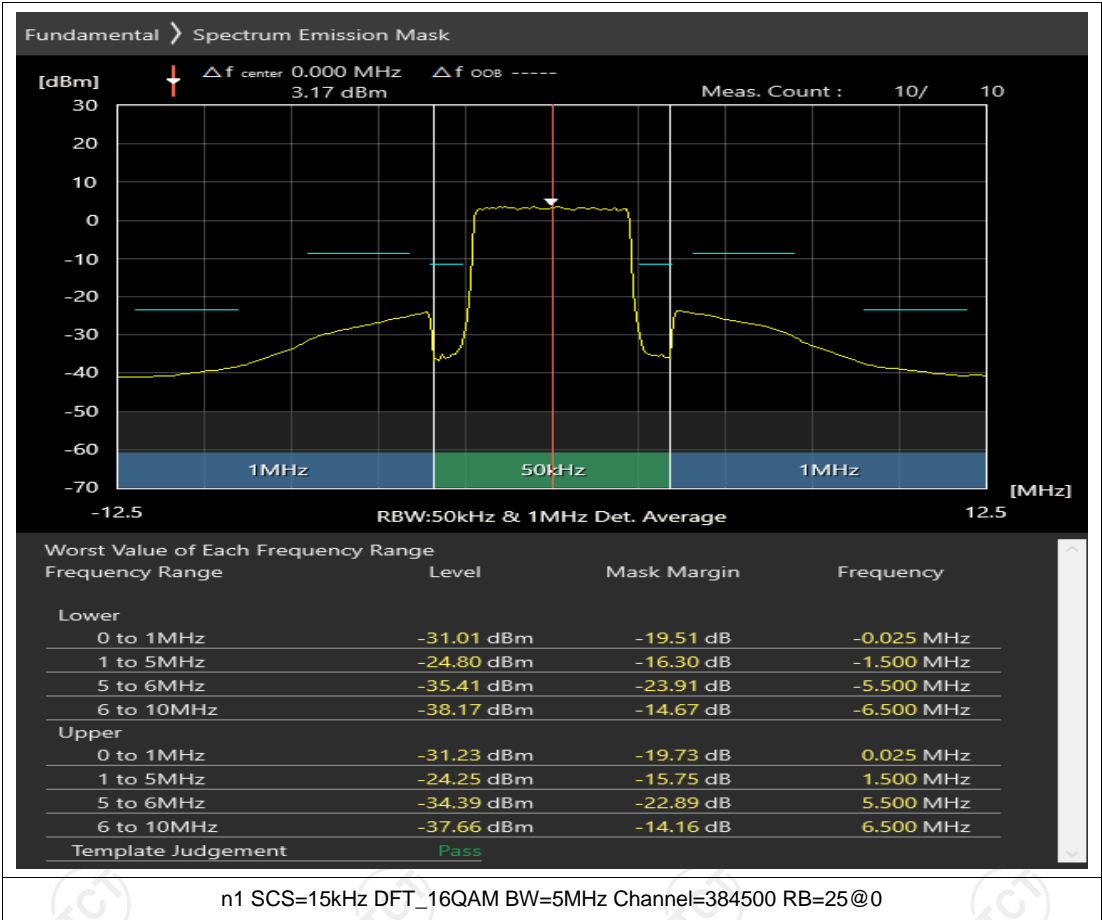 Fundamental ❯ Spectrum Emission Mask
[dBm] △f center 0.000 MHz △f OOB -----
3.17 dBm Meas. Count : 10/ 10
30
20
10
0
-10
-20
-30
-40
-50
-60
1MHz 50kHz 1MHz
-70
[MHz]
-12.5 RBW:50kHz & 1MHz Det. Average 12.5
Worst Value of Each Frequency Range
Frequency Range Level Mask Margin Frequency
Lower
0 to 1MHz -31.01 dBm -19.51 dB -0.025 MHz
1 to 5MHz -24.80 dBm -16.30 dB -1.500 MHz
5 to 6MHz -35.41 dBm -23.91 dB -5.500 MHz
6 to 10MHz -38.17 dBm -14.67 dB -6.500 MHz
Upper
0 to 1MHz -31.23 dBm -19.73 dB 0.025 MHz
1 to 5MHz -24.25 dBm -15.75 dB 1.500 MHz
5 to 6MHz -34.39 dBm -22.89 dB 5.500 MHz
6 to 10MHz -37.66 dBm -14.16 dB 6.500 MHz
Template Judgement Pass
n1 SCS=15kHz DFT_16QAM BW=5MHz Channel=384500 RB=25@0
TCT TCT TCT TCT